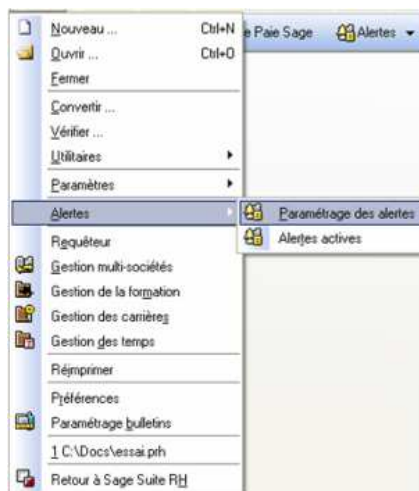 Nouveau ... Ctrl+N
e Paie Sage Alertes
Ouvrir ... Ctrl+O
Fermer
Convertir ...
Vérifier ...
Utilitaires
Paramètres
Alertes Paramétrage des alertes
Alertes actives
Requêteur
Gestion multi-sociétés
Gestion de la formation
Gestion des carrières
Gestion des temps
Réimprimer
Préférences
Paramétrage bulletins
1 C:\Docs\essai.prh
Retour à Sage Suite RH